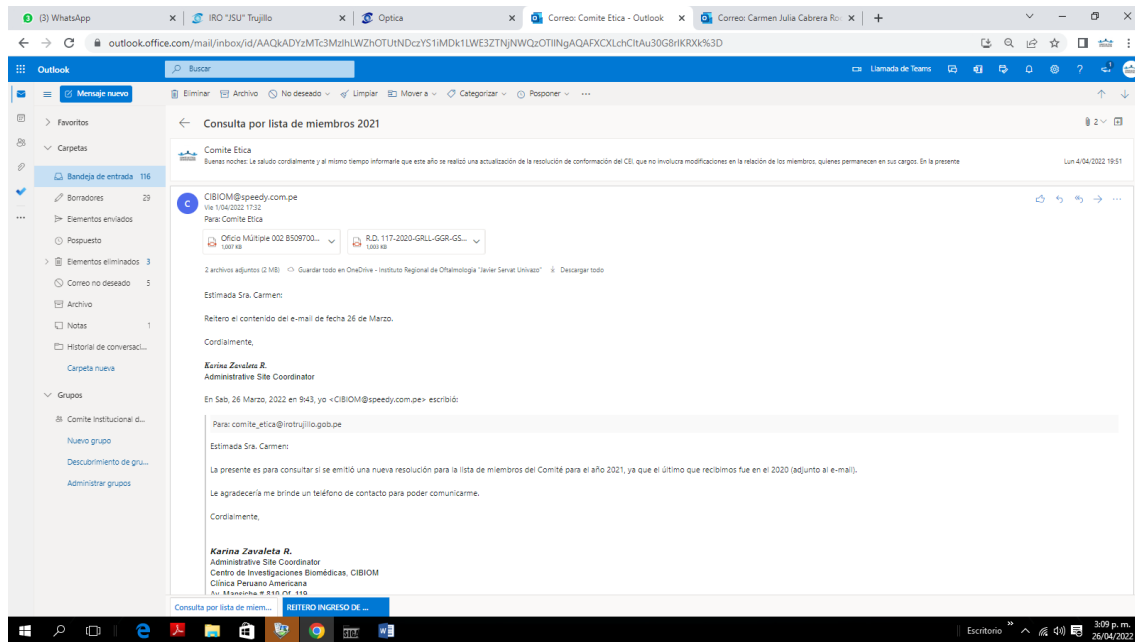 (3) WhatsApp
IRO "JSU" Trujillo
Optica
Correo: Comite Etica - Outlook
Correo: Carmen Julia Cabrera Ro
outlook.office.com/mail/inbox/id/
Outlook
Buscar
Llamada de Teams
Mensaje nuevo
Eliminar
Archivo
No deseado
Limpiar
Mover a
Categorizar
Posponer
Favoritos
Carpetas
Bandeja de entrada 116
Borradores 29
Elementos enviados
Pospuesto
Elementos eliminados 3
Correo no deseado 5
Archivo
Notas 1
Historial de conversaci...
Carpeta nueva
Grupos
Comite Institucional d...
Nuevo grupo
Descubrimiento de gru...
Administrar grupos
Consulta por lista de miembros 2021
2
Comite Etica
Buenas noches: Le saludo cordialmente y al mismo tiempo informarle que este año se realizó una actualización de la resolución de conformación del CEI, que no involucra modificaciones en la relación de los miembros, quienes permanecen en sus cargos. En la presente
Lun 4/04/2022 19:51
C
CIBIOM@speedy.com.pe
Vie 1/04/2022 17:32
Para: Comite Etica
Oficio Múltiple 002 B509700...
1,007 KB
R.D. 117-2020-GRLL-GGR-GS...
1,003 KB
2 archivos adjuntos (2 MB) Guardar todo en OneDrive - Instituto Regional de Oftalmologia "Javier Servat Univazo" Descargar todo
Estimada Sra. Carmen:
Reitero el contenido del e-mail de fecha 26 de Marzo.
Cordialmente,
Karina Zavaleta R.
Administrative Site Coordinator
En Sab, 26 Marzo, 2022 en 9:43, yo <CIBIOM@speedy.com.pe> escribió:
Para: comite_etica@irotrujillo.gob.pe
Estimada Sra. Carmen:
La presente es para consultar si se emitió una nueva resolución para la lista de miembros del Comité para el año 2021, ya que el último que recibimos fue en el 2020 (adjunto al e-mail).
Le agradecería me brinde un teléfono de contacto para poder comunicarme.
Cordialmente,
Karina Zavaleta R.
Administrative Site Coordinator
Centro de Investigaciones Biomédicas, CIBIOM
Clínica Peruano Americana
Av. Mansiche # 810 Of. 119
Consulta por lista de miem...
REITERO INGRESO DE ...
Escritorio
3:09 p. m.
26/04/2022